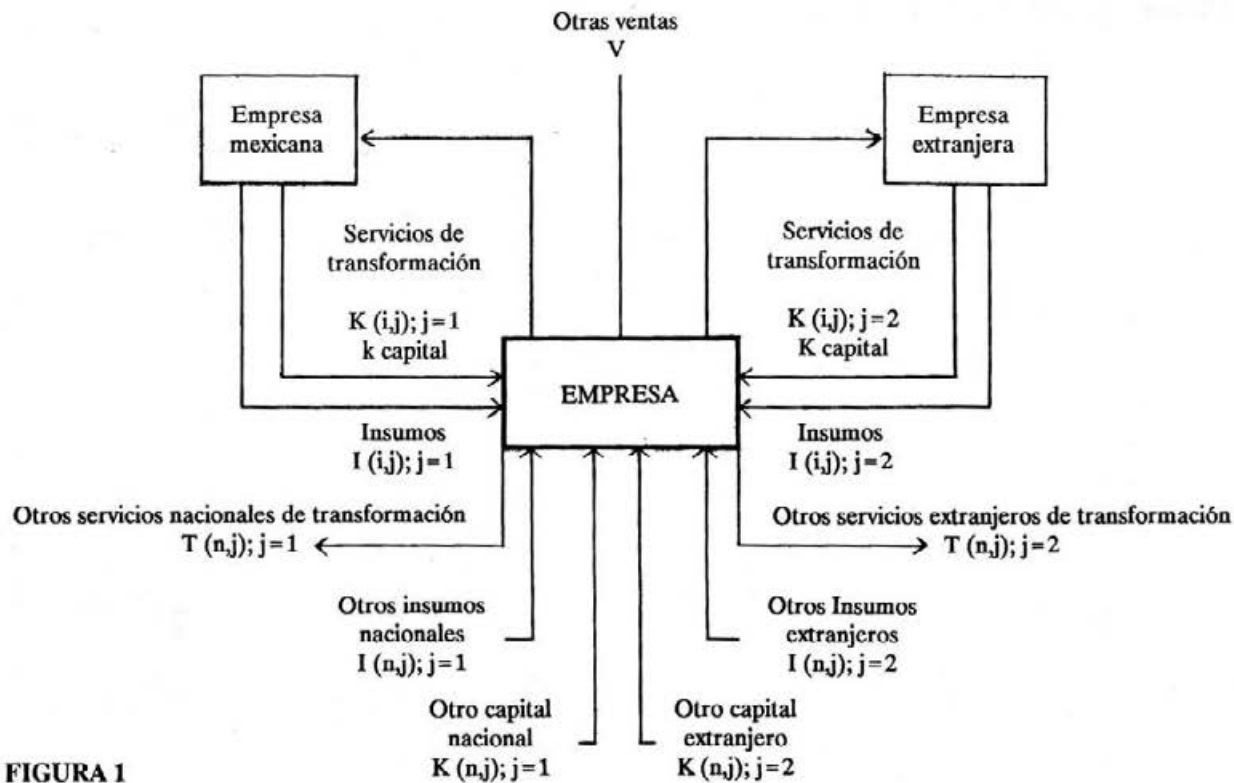 Otras ventas
V
Empresa
mexicana
Empresa
extranjera
Servicios de
transformación
K (i,j); j=1
k capital
Servicios de
transformación
K (i,j); j=2
K capital
EMPRESA
Insumos
I (i,j); j=1
Insumos
I (i,j); j=2
Otros servicios nacionales de transformación
T (n,j); j=1
Otros servicios extranjeros de transformación
T (n,j); j=2
Otros insumos
nacionales
I (n,j); j=1
Otros Insumos
extranjeros
I (n,j); j=2
Otro capital
nacional
K (n,j); j=1
Otro capital
extranjero
K (n,j); j=2
FIGURA 1